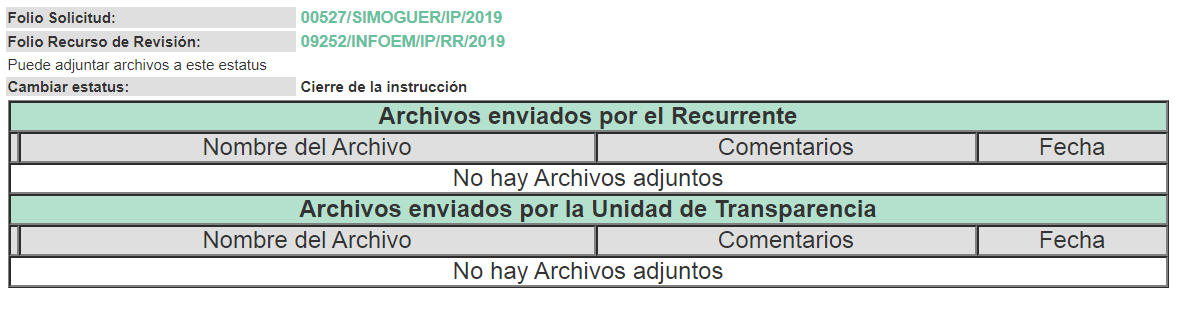 Folio Solicitud: 00527/SIMOGUER/IP/2019
Folio Recurso de Revisión: 09252/INFOEM/IP/RR/2019
Puede adjuntar archivos a este estatus
Cambiar estatus: Cierre de la instrucción
Archivos enviados por el Recurrente
Nombre del Archivo Comentarios Fecha
No hay Archivos adjuntos
Archivos enviados por la Unidad de Transparencia
Nombre del Archivo Comentarios Fecha
No hay Archivos adjuntos